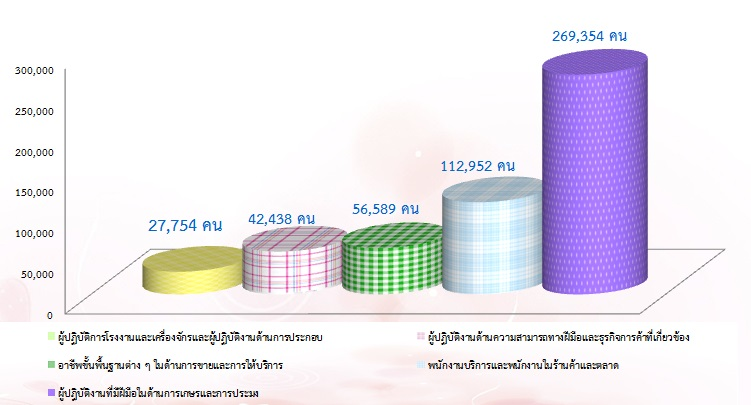 269,354 คน
300,000
250,000
200,000
112,952 คน
150,000
56,589 คน
42,438 คน
27,754 คน
100,000
50,000
0
ผู้ปฏิบัติการโรงงานและเครื่องจักรและผู้ปฏิบัติงานด้านการประกอบ
ผู้ปฏิบัติงานด้านความสามารถทางฝีมือและธุรกิจการค้าที่เกี่ยวข้อง
อาชีพขั้นพื้นฐานต่าง ๆ ในด้านการขายและการให้บริการ
พนักงานบริการและพนักงานในร้านค้าและตลาด
ผู้ปฏิบัติงานที่มีฝีมือในด้านการเกษรและการประมง